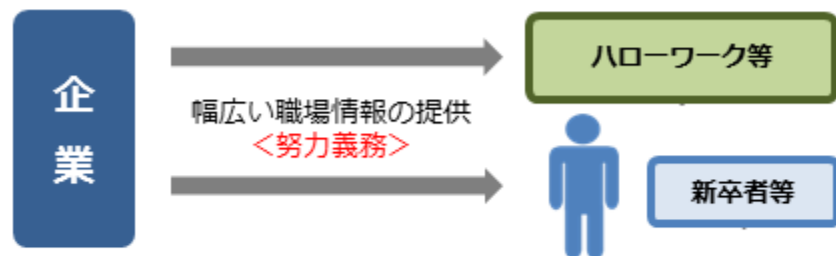 企
業
幅広い職場情報の提供
＜努力義務＞
ハローワーク等
新卒者等